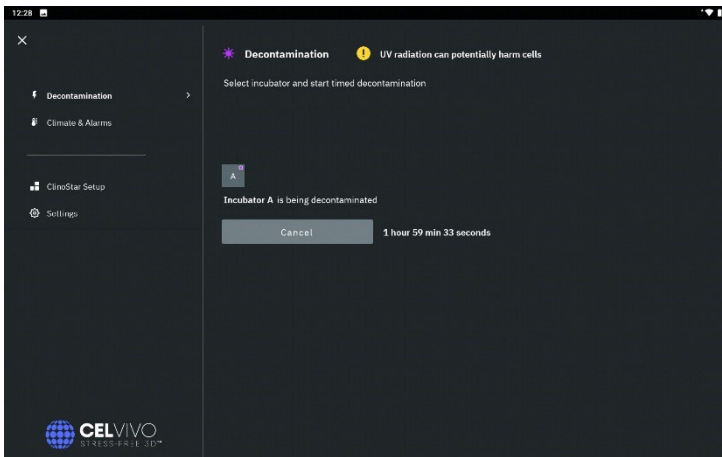 12:28
Decontamination
UV radiation can potentially harm cells
Select incubator and start timed decontamination
Decontamination
Climate & Alarms
ClinoStar Setup
Settings
A
Incubator A is being decontaminated
Cancel
1 hour 59 min 33 seconds
CELVIVO
STRESS-FREE 3D™